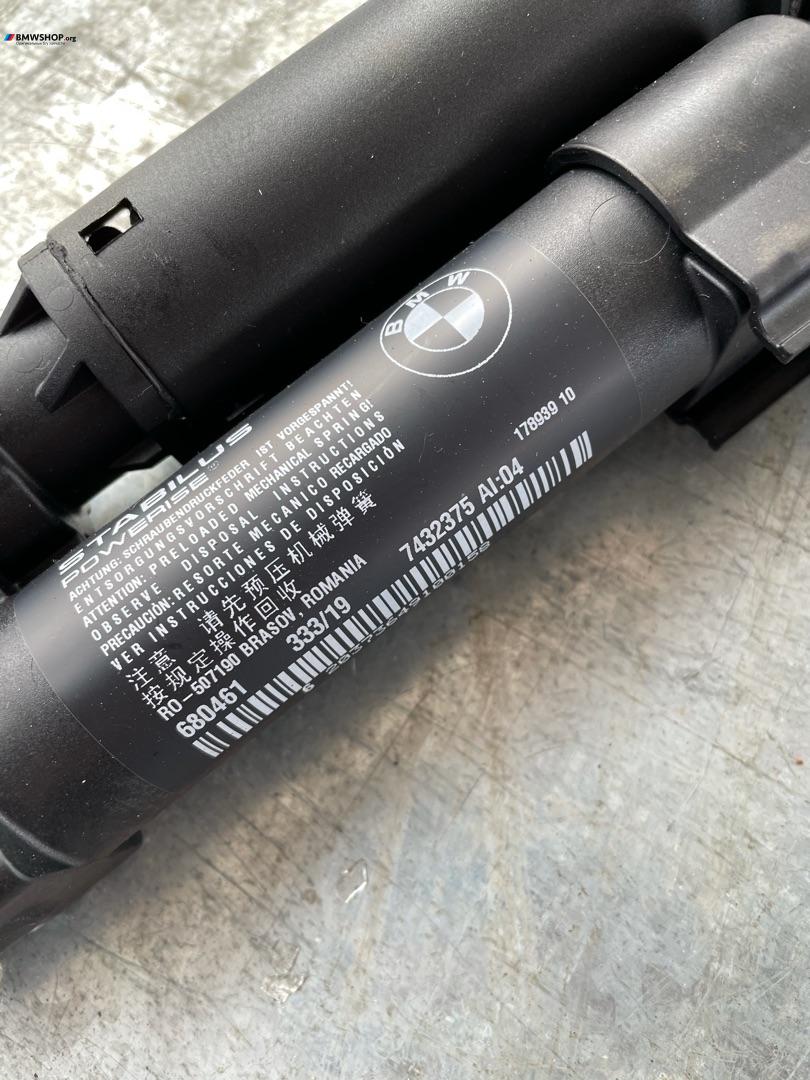 BMWSHOP.org
Оригинальные б/у запчасти
BMW
STABILUS
POWERISE
ACHTUNG: SCHRAUBENDRUCKFEDER IST VORGESPANNT!
ENTSORGUNGSVORSCHRIFT BEACHTEN
ATTENTION: PRELOADED MECHANICAL SPRING!
OBSERVE DISPOSAL INSTRUCTIONS
PRECAUCIÓN: RESORTE MECANICO RECARGADO
VER INSTRUCCIONES DE DISPOSICIÓN
注意 请先预压机械弹簧
按规定操作回收
RO-507190 BRASOV, ROMANIA 7432375 AI:04 178939 10
680461 333/19